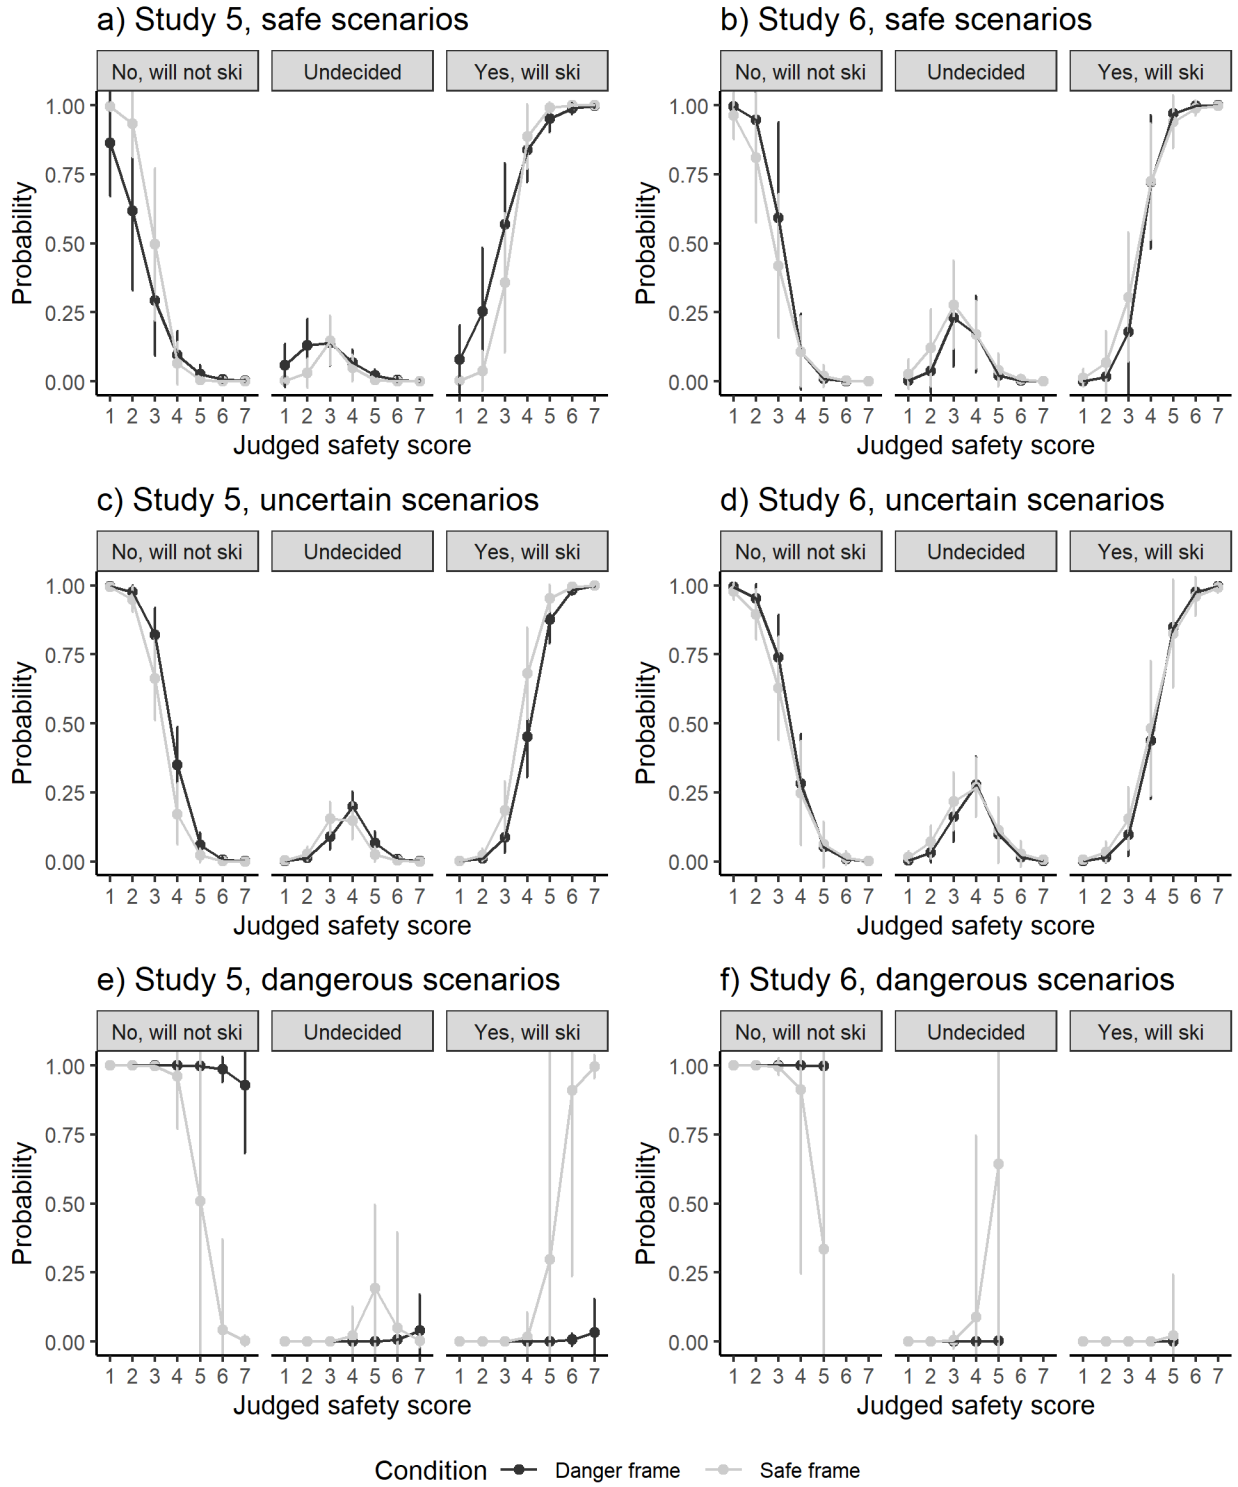 a) Study 5, safe scenarios
No, will not ski Undecided Yes, will ski
1.00
0.75
0.50
0.25
0.00
Probability
1 2 3 4 5 6 7 1 2 3 4 5 6 7 1 2 3 4 5 6 7
Judged safety score
b) Study 6, safe scenarios
No, will not ski Undecided Yes, will ski
1.00
0.75
0.50
0.25
0.00
Probability
1 2 3 4 5 6 7 1 2 3 4 5 6 7 1 2 3 4 5 6 7
Judged safety score
c) Study 5, uncertain scenarios
No, will not ski Undecided Yes, will ski
1.00
0.75
0.50
0.25
0.00
Probability
1 2 3 4 5 6 7 1 2 3 4 5 6 7 1 2 3 4 5 6 7
Judged safety score
d) Study 6, uncertain scenarios
No, will not ski Undecided Yes, will ski
1.00
0.75
0.50
0.25
0.00
Probability
1 2 3 4 5 6 7 1 2 3 4 5 6 7 1 2 3 4 5 6 7
Judged safety score
e) Study 5, dangerous scenarios
No, will not ski Undecided Yes, will ski
1.00
0.75
0.50
0.25
0.00
Probability
1 2 3 4 5 6 7 1 2 3 4 5 6 7 1 2 3 4 5 6 7
Judged safety score
f) Study 6, dangerous scenarios
No, will not ski Undecided Yes, will ski
1.00
0.75
0.50
0.25
0.00
Probability
1 2 3 4 5 6 7 1 2 3 4 5 6 7 1 2 3 4 5 6 7
Judged safety score
Condition Danger frame Safe frame